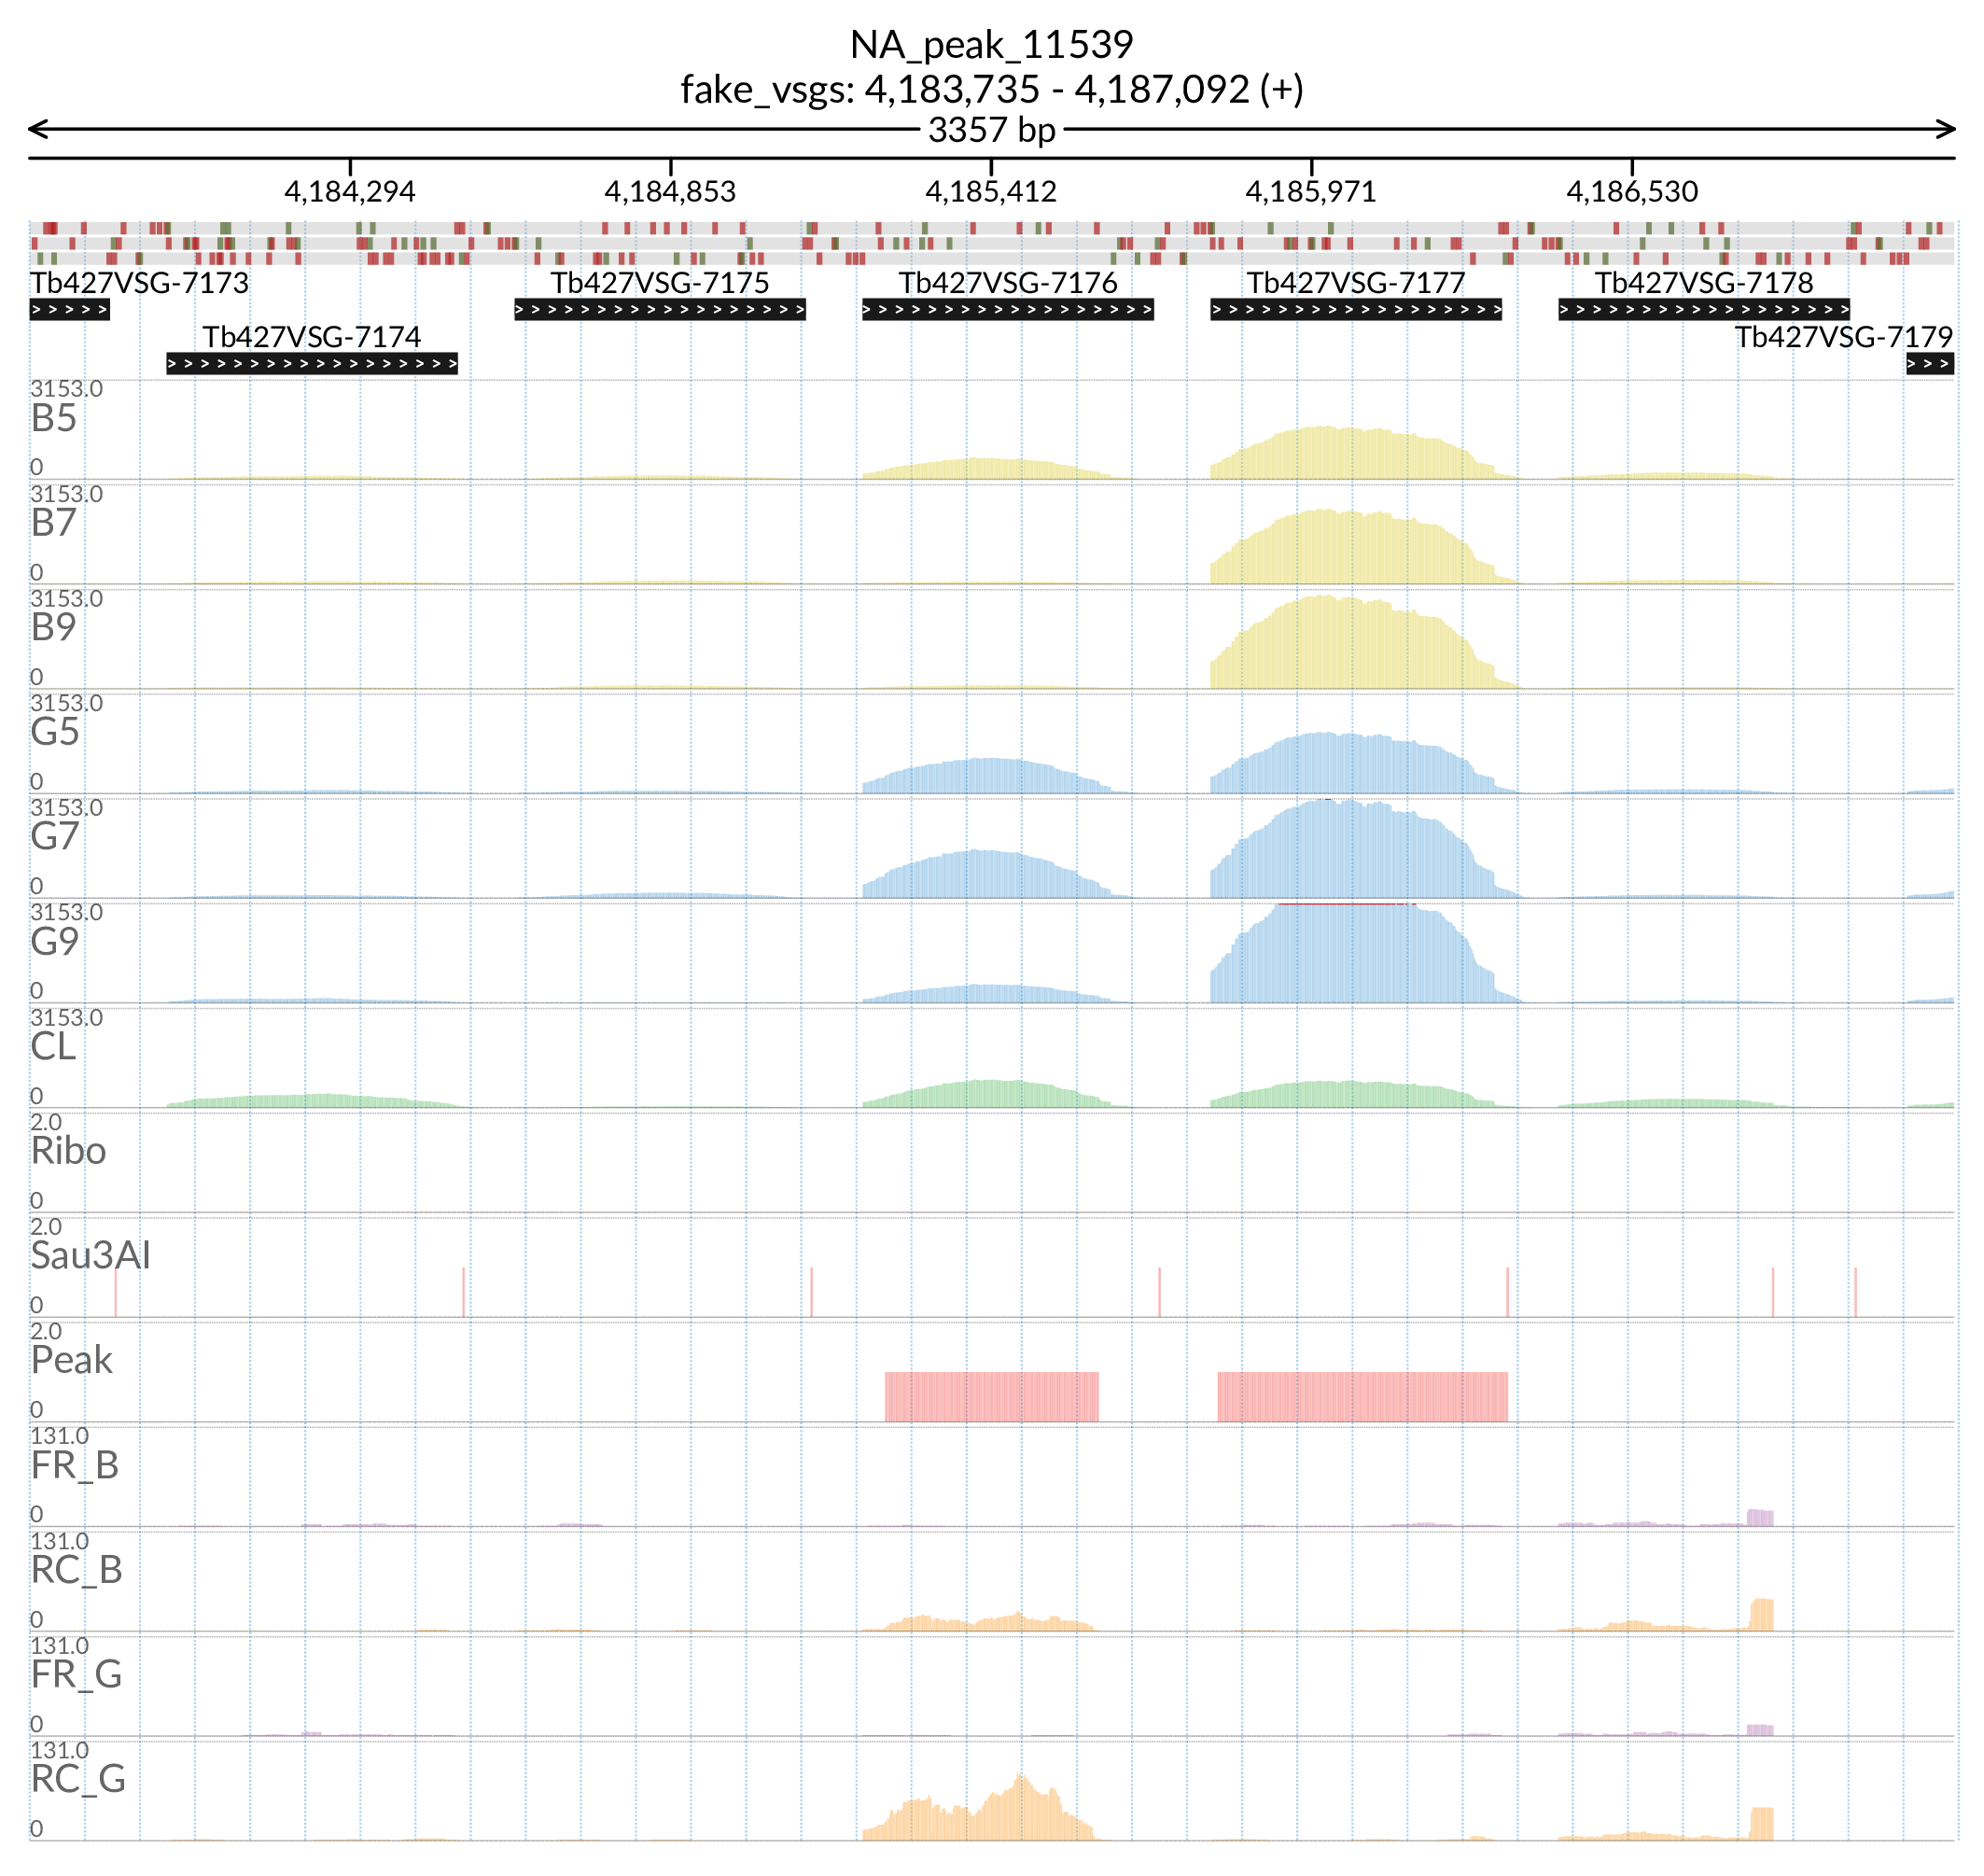 NA_peak_11539
fake_vsgs: 4,183,735 - 4,187,092 (+)
3357 bp
4,184,294 4,184,853 4,185,412 4,185,971 4,186,530
Tb427VSG-7173 Tb427VSG-7175 Tb427VSG-7176 Tb427VSG-7177 Tb427VSG-7178
> > > > > > > > > > > > > > > > > > > > > > > > > > > > > > > > > > > > > > > > > > > > > > > > > > > > > > > > > > > > > > > > > > > > > > > > > > > > >
Tb427VSG-7174 Tb427VSG-7179
> > > > > > > > > > > > > > > > > > > > >
3153.0
B5
0
3153.0
B7
0
3153.0
B9
0
3153.0
G5
0
3153.0
G7
0
3153.0
G9
0
3153.0
CL
0
2.0
Ribo
0
2.0
Sau3AI
0
2.0
Peak
0
131.0
FR_B
0
131.0
RC_B
0
131.0
FR_G
0
131.0
RC_G
0